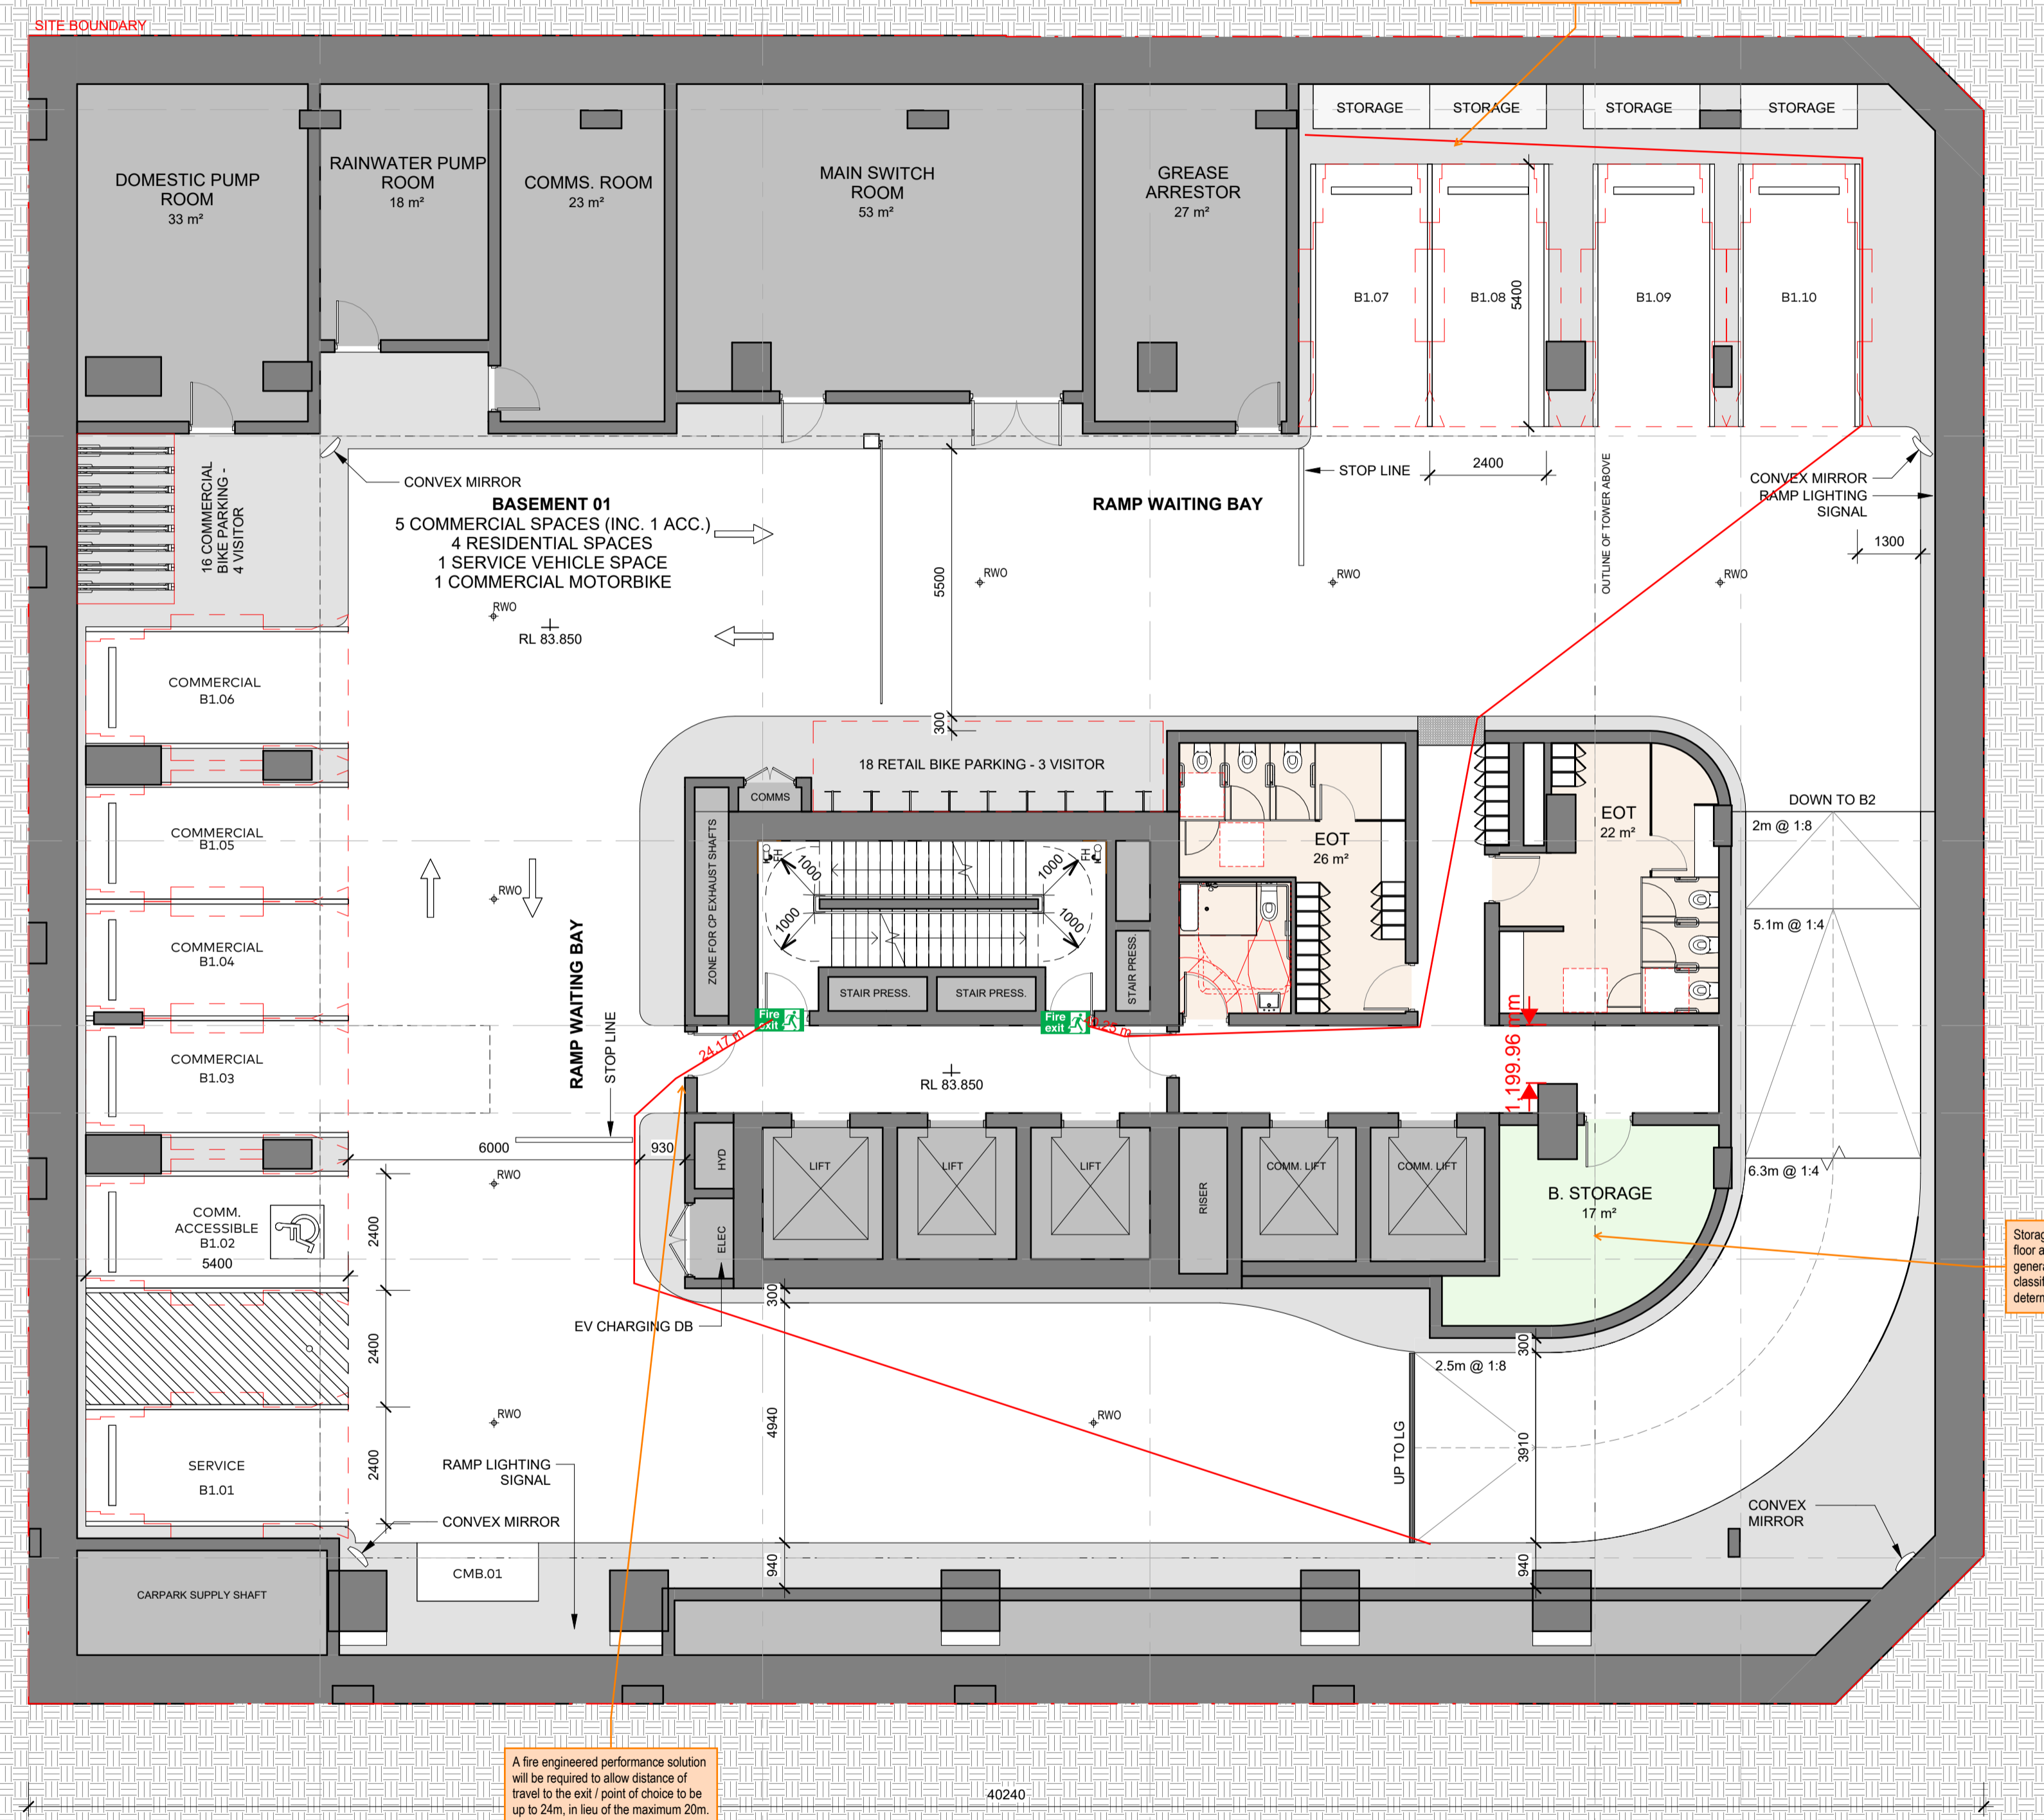 SITE BOUNDARY
STORAGE
STORAGE
STORAGE
STORAGE
DOMESTIC PUMP
ROOM
33 m²
RAINWATER PUMP
ROOM
18 m²
COMMS. ROOM
23 m²
MAIN SWITCH
ROOM
53 m²
GREASE
ARRESTOR
27 m²
B1.07
B1.08
5400
B1.09
B1.10
16 COMMERCIAL
BIKE PARKING -
4 VISITOR
CONVEX MIRROR
BASEMENT 01
5 COMMERCIAL SPACES (INC. 1 ACC.)
4 RESIDENTIAL SPACES
1 SERVICE VEHICLE SPACE
1 COMMERCIAL MOTORBIKE
RWO
RL 83.850
5500
300
RAMP WAITING BAY
STOP LINE
2400
OUTLINE OF TOWER ABOVE
CONVEX MIRROR
RAMP LIGHTING
SIGNAL
1300
RWO
RWO
RWO
COMMERCIAL
B1.06
COMMERCIAL
B1.05
COMMERCIAL
B1.04
COMMERCIAL
B1.03
COMM.
ACCESSIBLE
B1.02
5400
SERVICE
B1.01
2400
2400
2400
RWO
RAMP WAITING BAY
STOP LINE
6000
930
RWO
RWO
18 RETAIL BIKE PARKING - 3 VISITOR
COMMS
ZONE FOR CP EXHAUST SHAFTS
FH
1000
1000
FH
1000
1000
STAIR PRESS.
STAIR PRESS.
STAIR PRESS.
Fire
exit
Fire
exit
24.17 m
RL 83.850
EOT
26 m²
EOT
22 m²
1,199.96 mm
DOWN TO B2
2m @ 1:8
5.1m @ 1:4
6.3m @ 1:4
HYD
ELEC
LIFT
LIFT
LIFT
RISER
COMM. LIFT
COMM. LIFT
B. STORAGE
17 m²
EV CHARGING DB
300
4940
940
RWO
UP TO LG
2.5m @ 1:8
300
3910
940
RAMP LIGHTING
SIGNAL
CONVEX MIRROR
CONVEX
MIRROR
CARPARK SUPPLY SHAFT
CMB.01
A fire engineered performance solution
will be required to allow distance of
travel to the exit / point of choice to be
up to 24m, in lieu of the maximum 20m.
40240